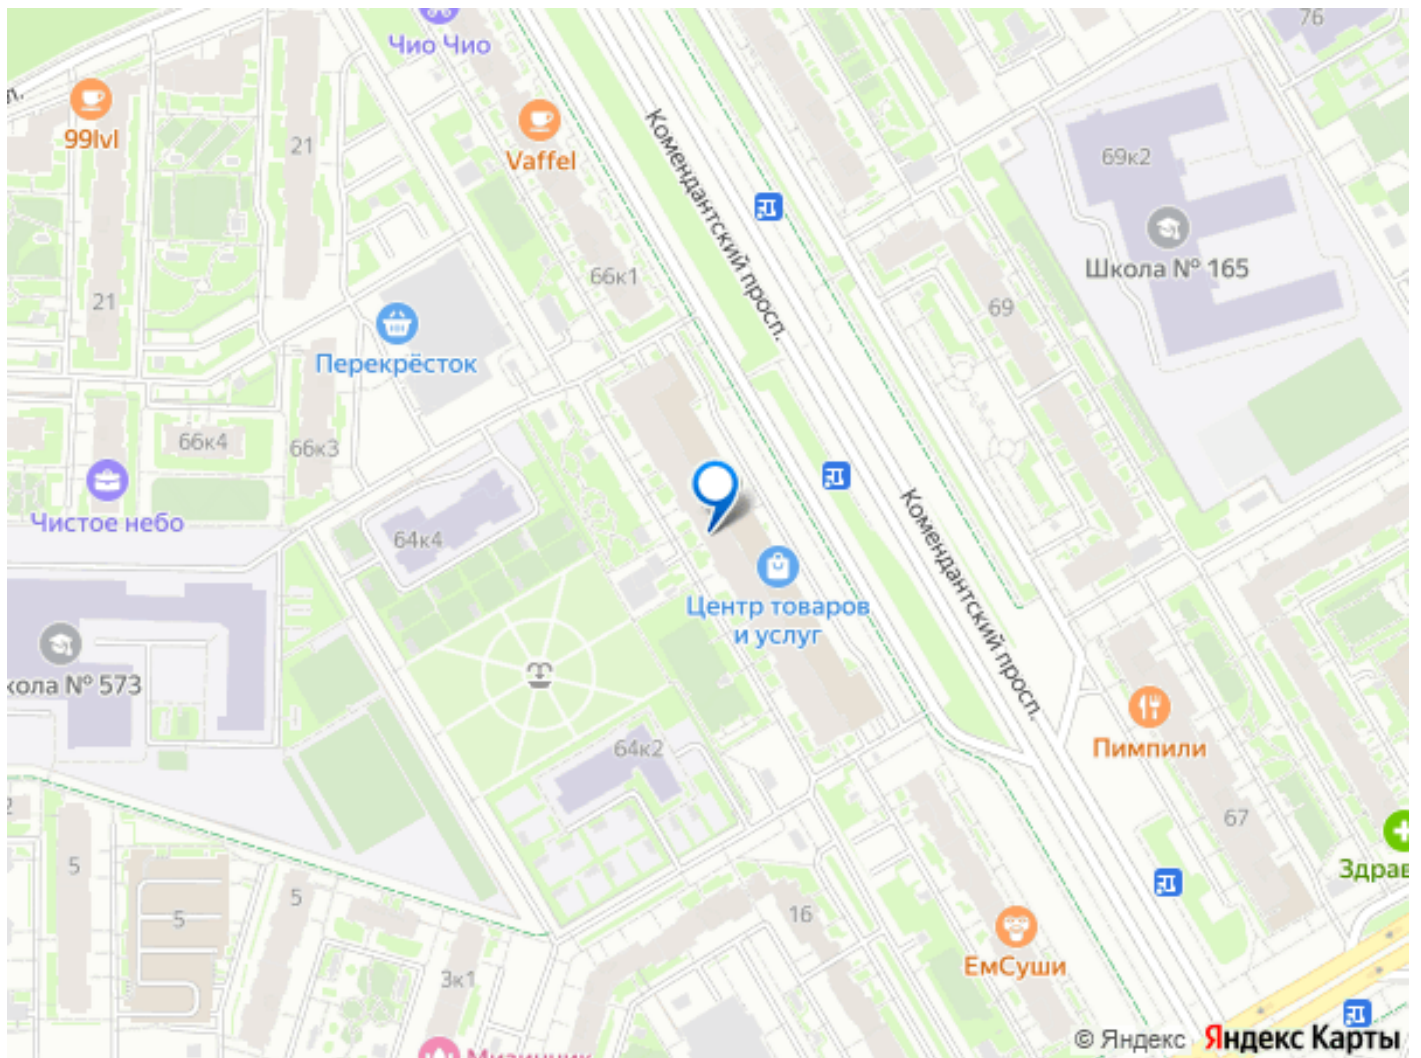 Чио Чио
76
99lvl
Vaffel
21
69к2
Комендантский просп.
Школа № 165
66к1
21
69
Перекрёсток
66к4
66к3
Чистое небо
64к4
Комендантский просп.
Центр товаров
и услуг
кола № 573
64к2
Пимпили
67
5
5
5
16
Здрав
ЕмСуши
3к1
© Яндекс Яндекс Карты